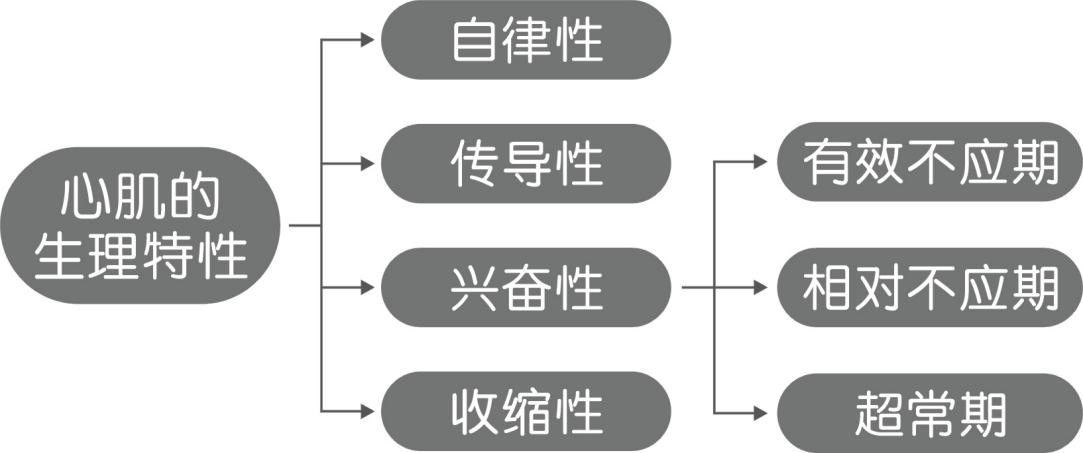 心肌的
生理特性
自律性
传导性
兴奋性
收缩性
有效不应期
相对不应期
超常期